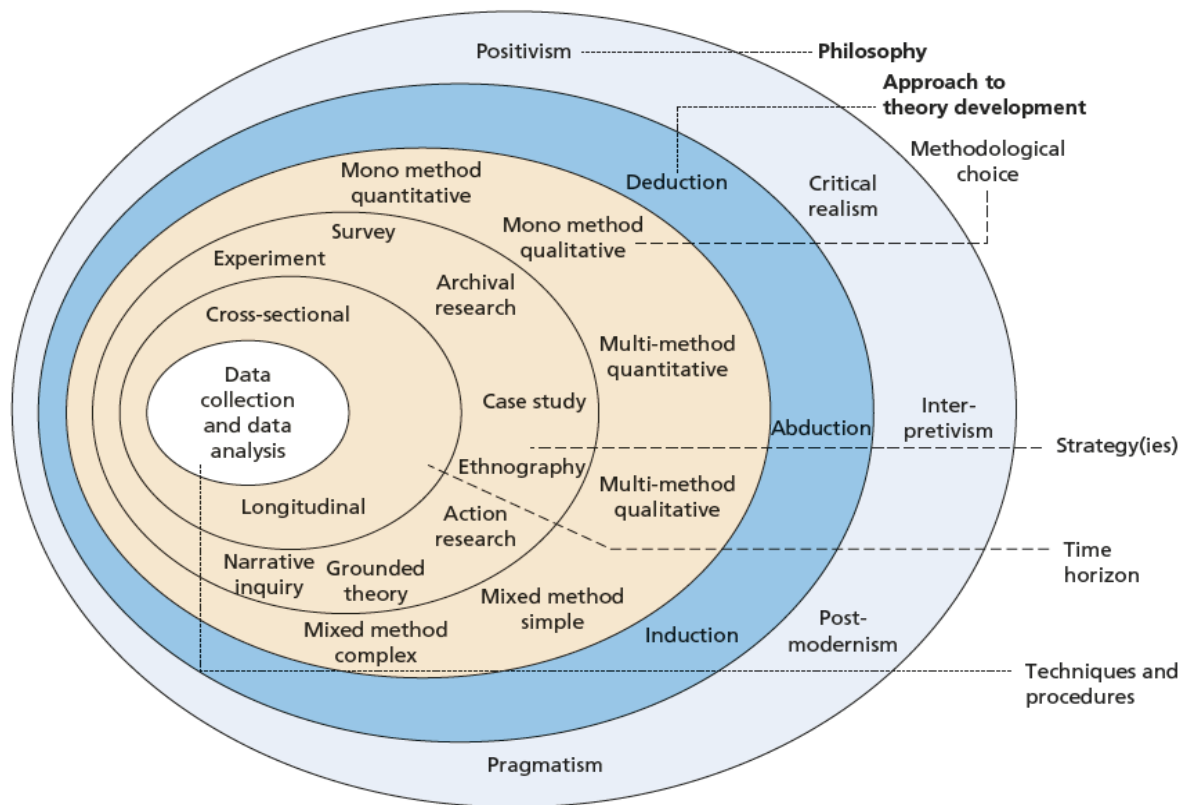 Positivism
Philosophy
Approach to
theory development
Methodological
choice
Mono method
quantitative
Deduction
Critical
realism
Mono method
qualitative
Survey
Experiment
Archival
research
Cross-sectional
Multi-method
quantitative
Data
collection
and data
analysis
Case study
Abduction
Inter-
pretivism
Strategy(ies)
Ethnography
Multi-method
qualitative
Longitudinal
Action
research
Time
horizon
Narrative
inquiry
Grounded
theory
Mixed method
simple
Mixed method
complex
Induction
Post-
modernism
Techniques and
procedures
Pragmatism